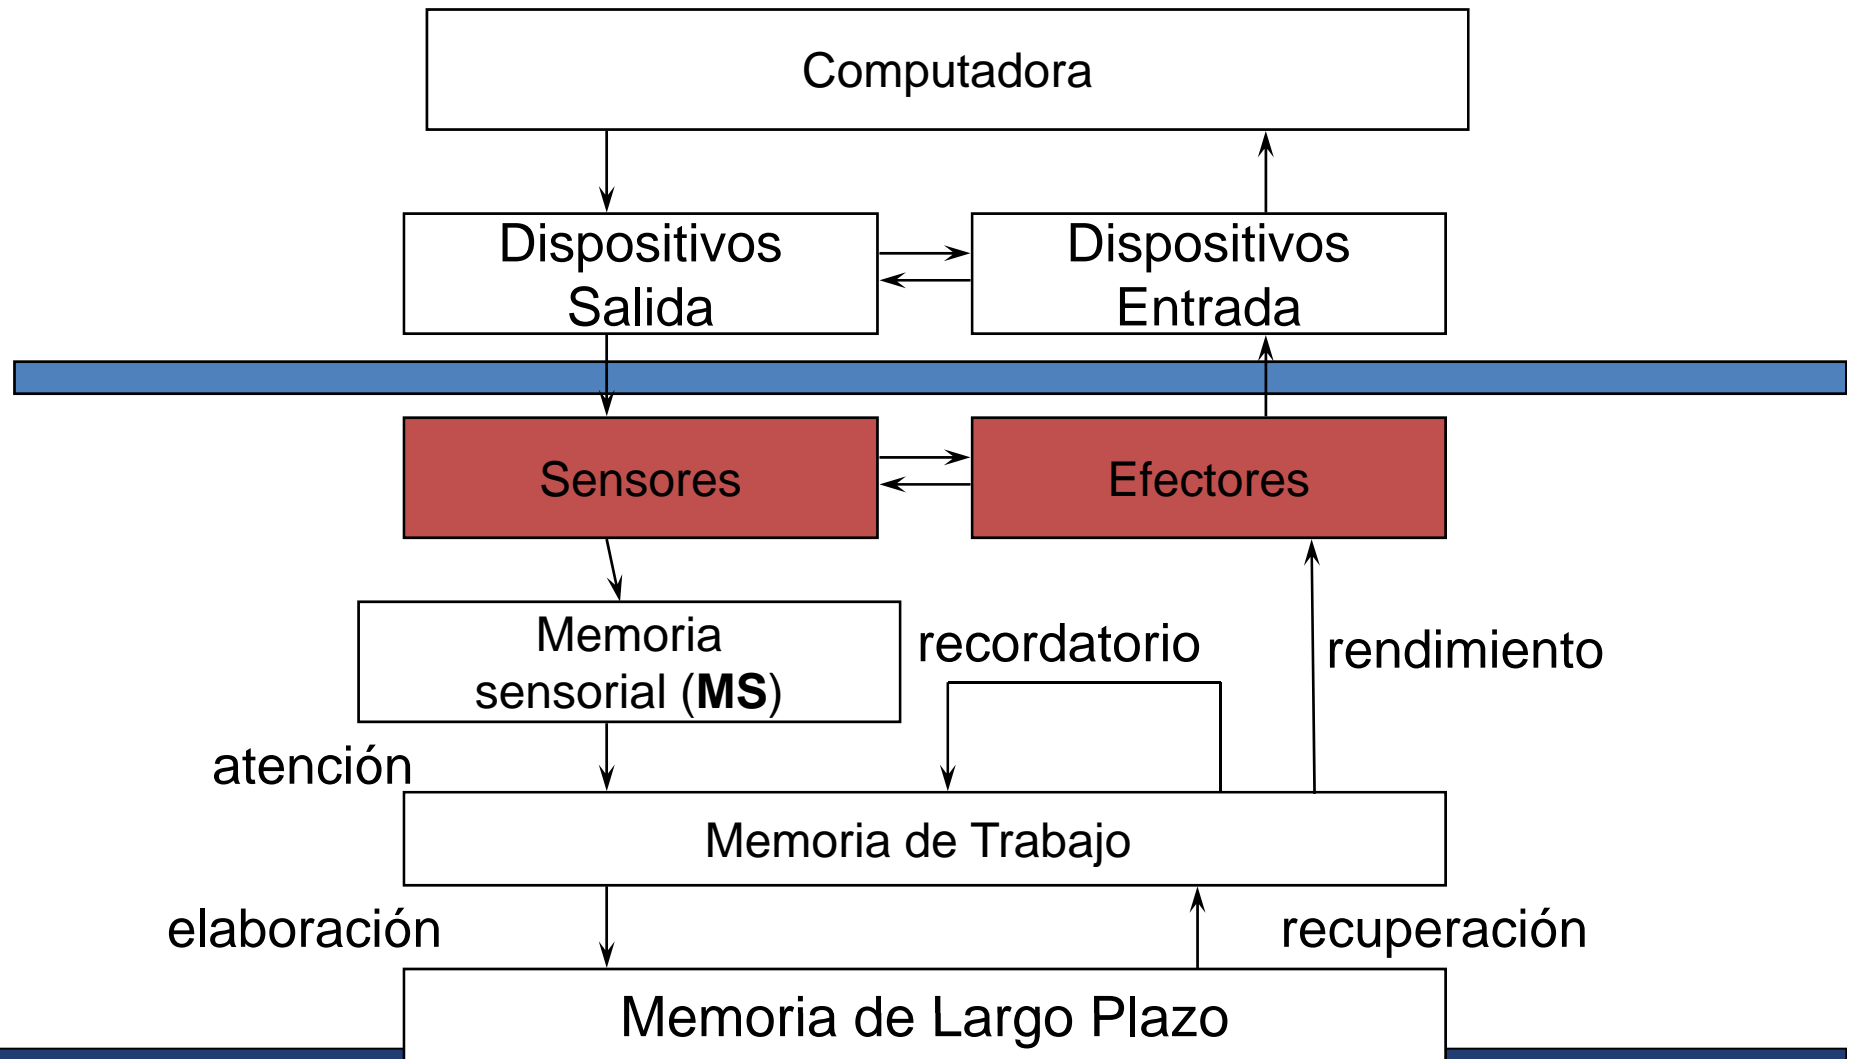 Computadora
Dispositivos
Salida
Dispositivos
Entrada
Sensores
Efectores
Memoria
sensorial (MS)
recordatorio
rendimiento
atención
Memoria de Trabajo
elaboración
recuperación
Memoria de Largo Plazo